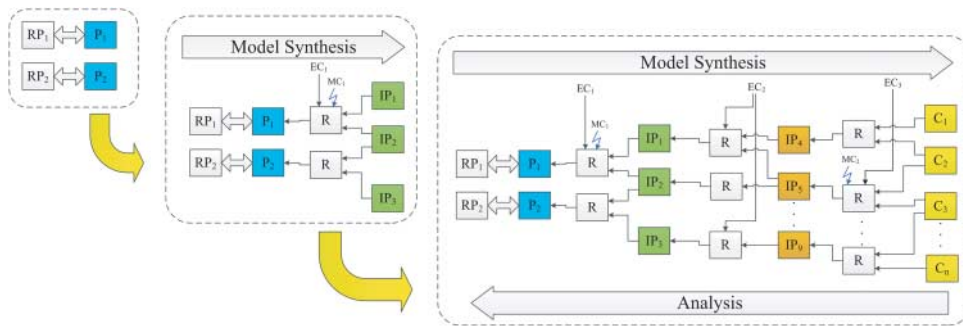 RP1 P1
RP2 P2
Model Synthesis
EC1
MC1
IP1
RP1 P1 R
IP2
RP2 P2 R
IP3
Model Synthesis
EC1 EC2 EC3
MC1
IP1 R IP4 R C1
RP1 P1 R
MC2
C2
IP2 R IP5 R
RP2 P2 R
C3
IP3 R IP9 R
Cn
Analysis